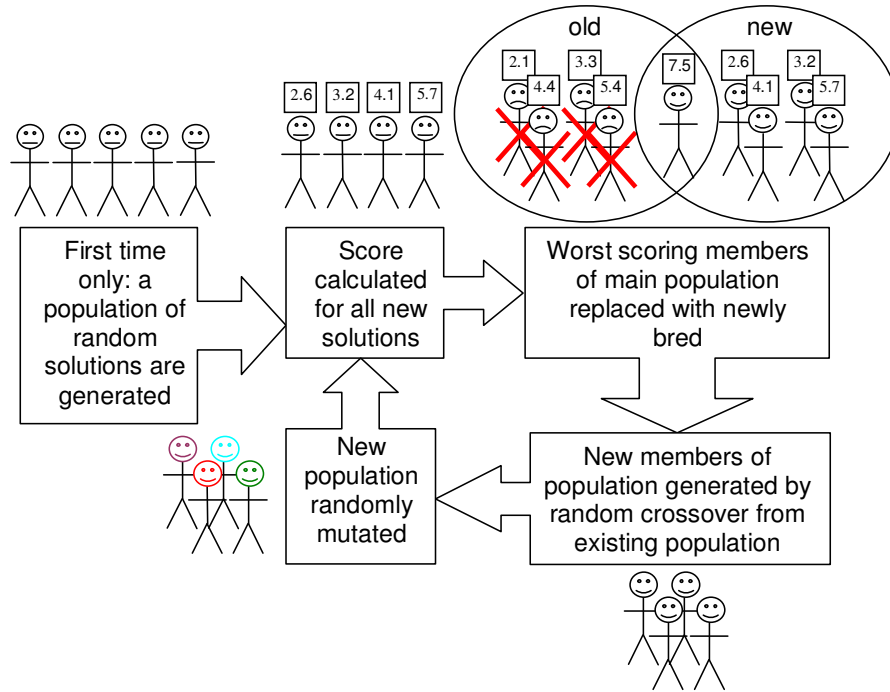 old new
2.1 3.3 7.5 2.6 3.2
4.4 5.4 4.1 5.7
2.6 3.2 4.1 5.7
First time
only: a
population of
random
solutions are
generated
Score
calculated
for all new
solutions
Worst scoring members
of main population
replaced with newly
bred
New members of
population generated by
random crossover from
existing population
New
population
randomly
mutated